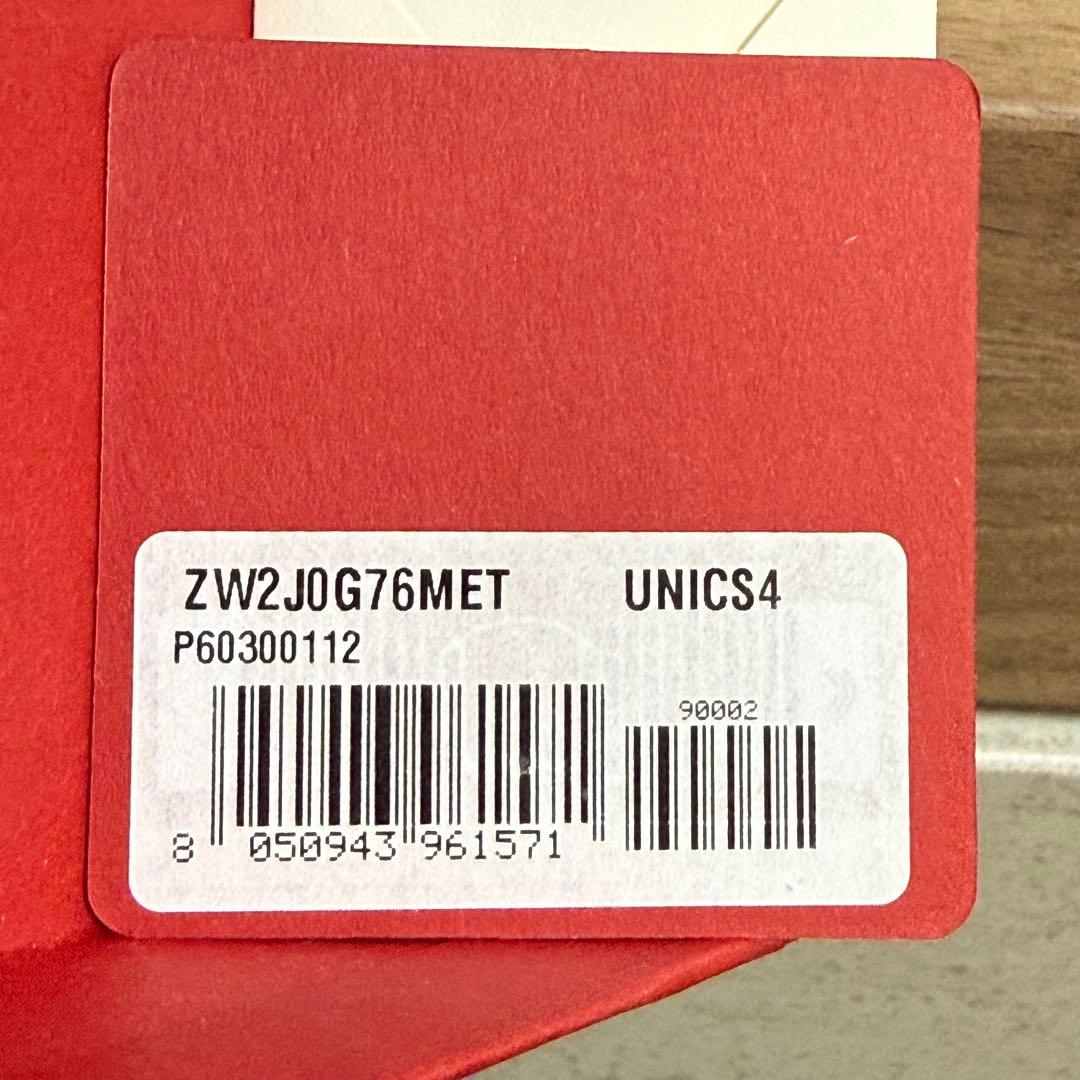 ZW2J0G76MET UNICS4
P60300112
90002
8 050943 961571